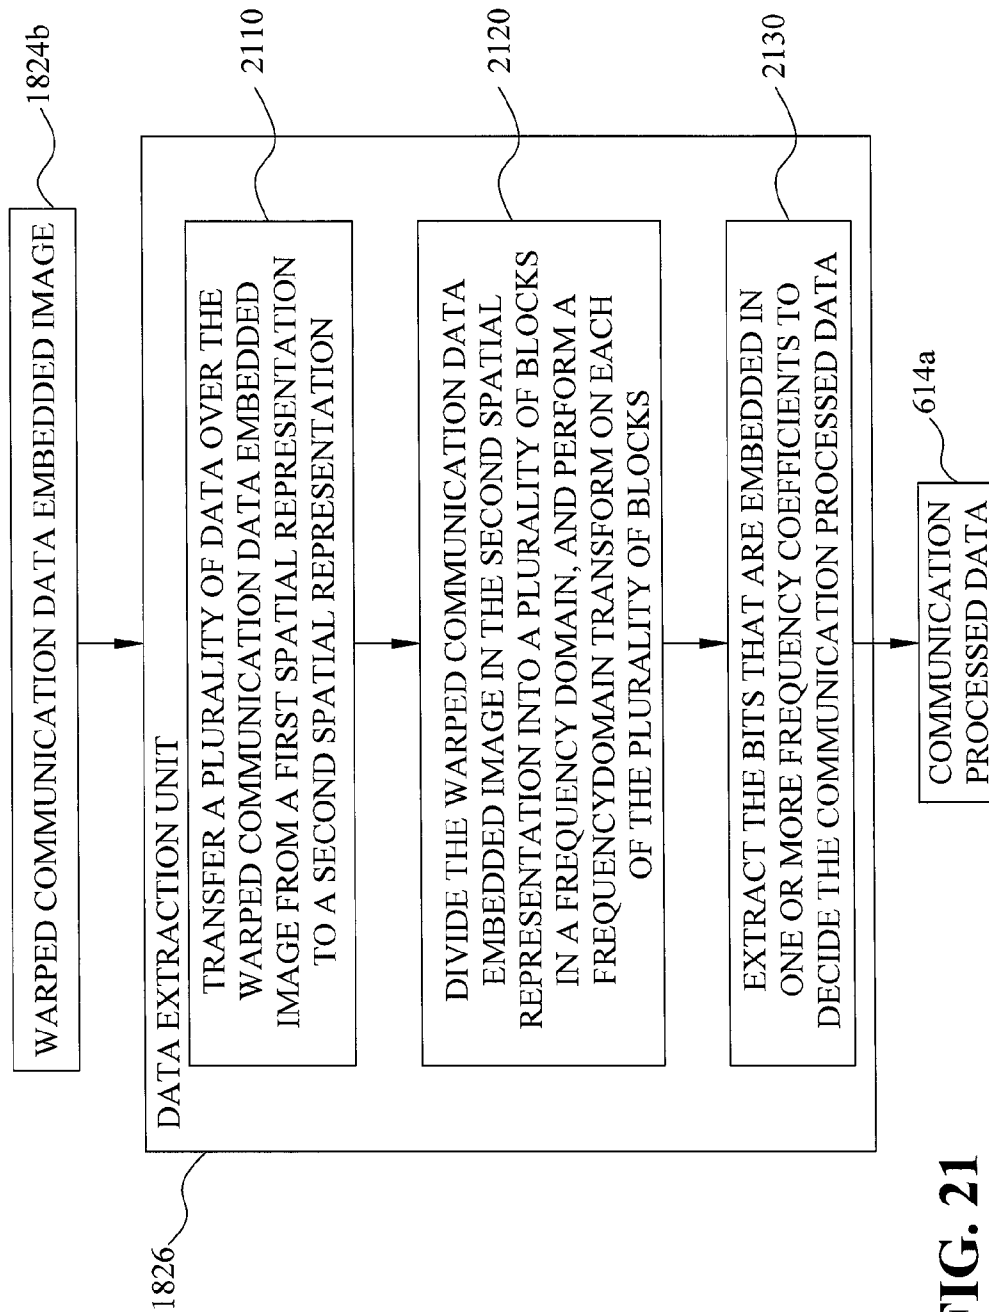 WARPED COMMUNICATION DATA EMBEDDED IMAGE
1824b
DATA EXTRACTION UNIT
1826
TRANSFER A PLURALITY OF DATA OVER THE
WARPED COMMUNICATION DATA EMBEDDED
IMAGE FROM A FIRST SPATIAL REPRESENTATION
TO A SECOND SPATIAL REPRESENTATION
2110
DIVIDE THE WARPED COMMUNICATION DATA
EMBEDDED IMAGE IN THE SECOND SPATIAL
REPRESENTATION INTO A PLURALITY OF BLOCKS
IN A FREQUENCY DOMAIN, AND PERFORM A
FREQUENCYDOMAIN TRANSFORM ON EACH
OF THE PLURALITY OF BLOCKS
2120
EXTRACT THE BITS THAT ARE EMBEDDED IN
ONE OR MORE FREQUENCY COEFFICIENTS TO
DECIDE THE COMMUNICATION PROCESSED DATA
2130
COMMUNICATION
PROCESSED DATA
614a
FIG. 21